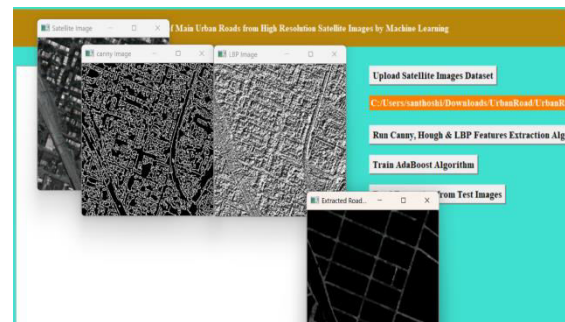 Satellite Image
f Main Urban Roads from High Resolution Satellite Images by Machine Learning
canny Image
LBP Image
Upload Satellite Images Dataset
C:/Users/santhoshi/Downloads/UrbanRoad/UrbanR
Run Canny, Hough & LBP Features Extraction Alg
Train AdaBoost Algorithm
from Test Images
Extracted Road..